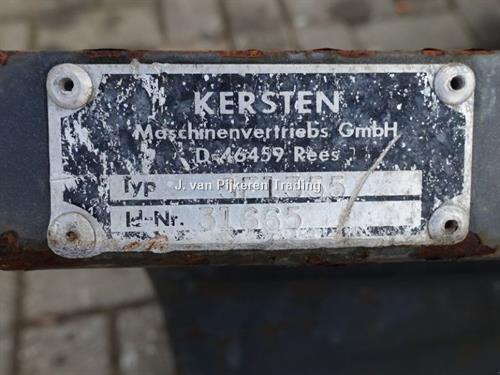 KERSTEN
Maschinenvertriebs GmbH
D-46459 Rees
Typ
J. van Pijkeren Trading
Id-Nr. 31665